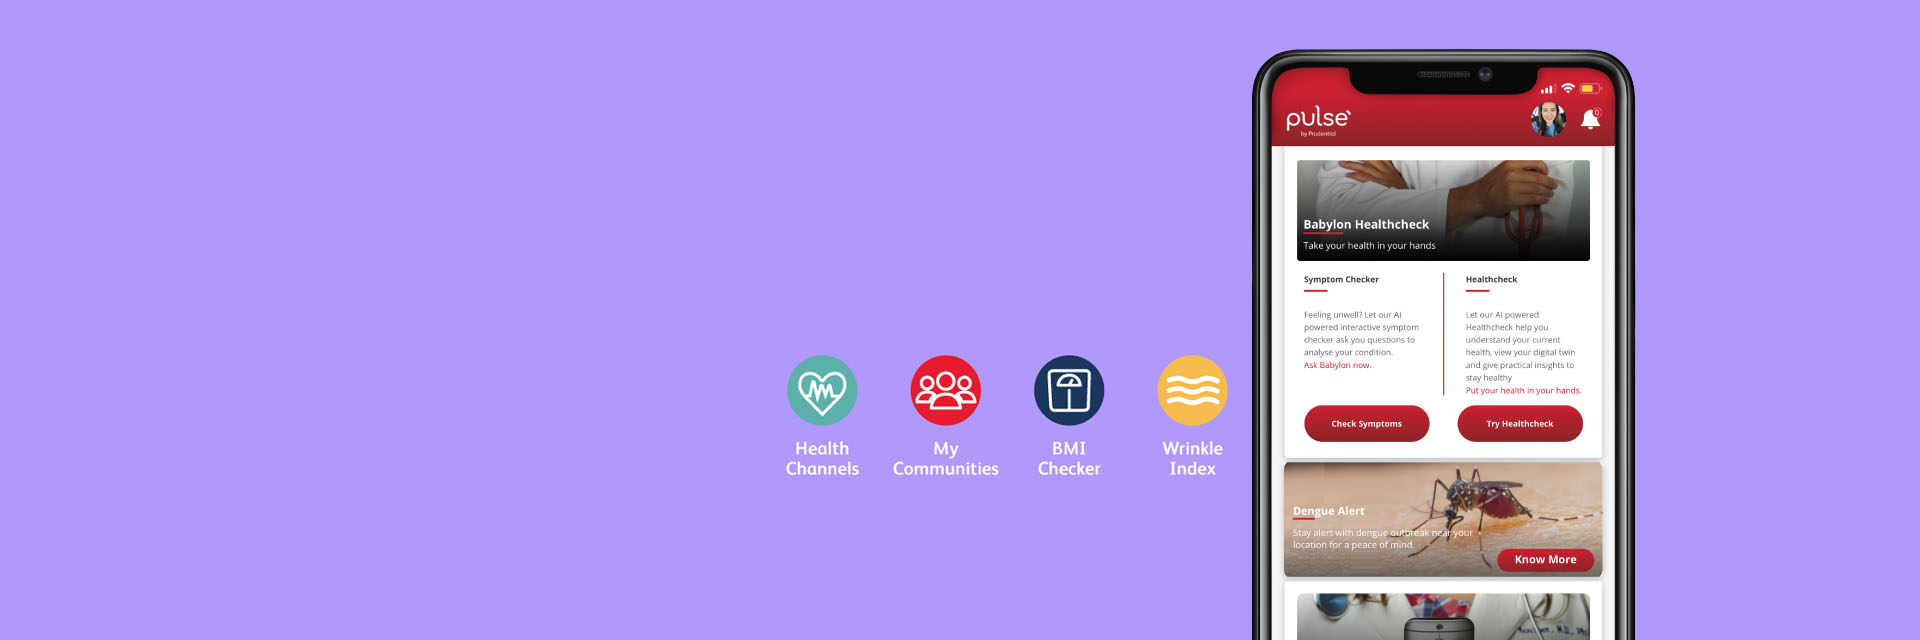 Health
Channels
My
Communities
BMI
Checker
Wrinkle
Index
pulse
by Prudential
0
Babylon Healthcheck
Take your health in your hands
Symptom Checker
Feeling unwell? Let our AI
powered interactive symptom
checker ask you questions to
analyse your condition.
Ask Babylon now.
Check Symptoms
Healthcheck
Let our AI powered
Healthcheck help you
understand your current
health, view your digital twin
and give practical insights to
stay healthy
Put your health in your hands.
Try Healthcheck
Dengue Alert
Stay alert with dengue outbreak near your
location for a peace of mind.
Know More
M.D.